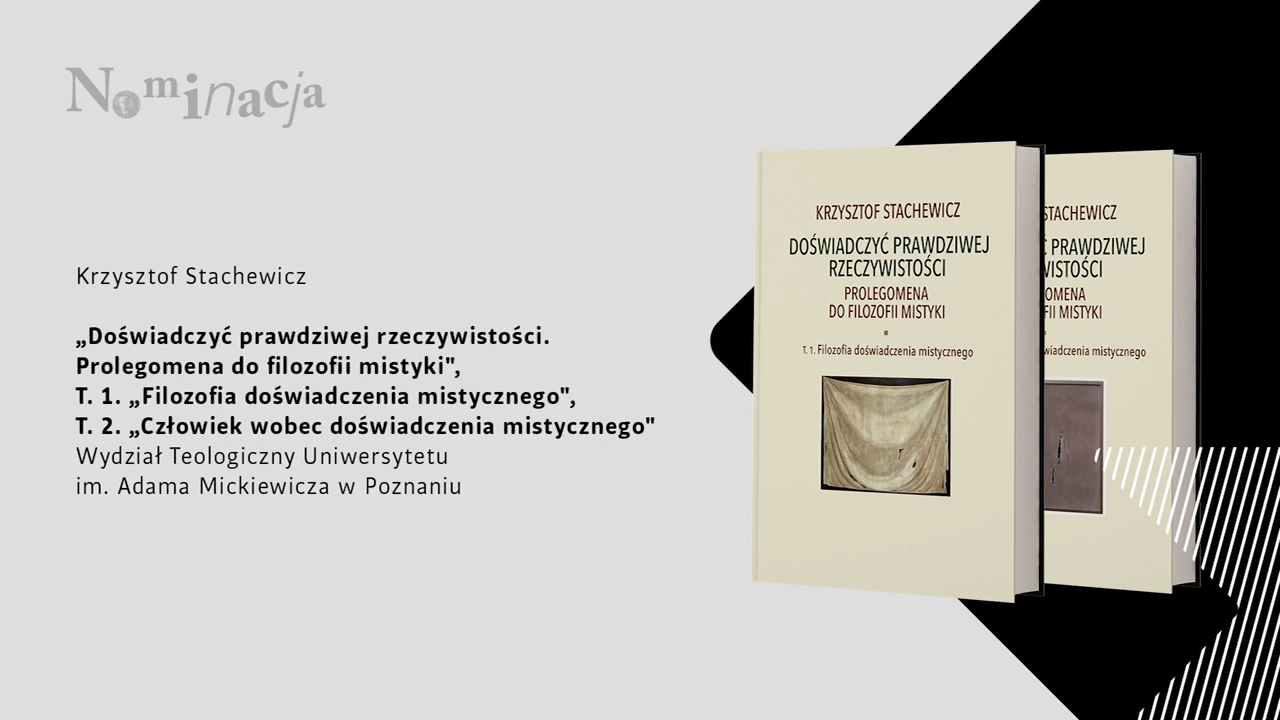 Nominacja
Krzysztof Stachewicz
„Doświadczyć prawdziwej rzeczywistości.
Prolegomena do filozofii mistyki",
T. 1. „Filozofia doświadczenia mistycznego",
T. 2. „Człowiek wobec doświadczenia mistycznego"
Wydział Teologiczny Uniwersytetu
im. Adama Mickiewicza w Poznaniu
KRZYSZTOF STACHEWICZ
DOŚWIADCZYĆ PRAWDZIWEJ
RZECZYWISTOŚCI
PROLEGOMENA
DO FILOZOFII MISTYKI
T. 1. Filozofia doświadczenia mistycznego
STACHEWICZ
Ć PRAWDZIWEJ
WISTOŚCI
OMENA
FII MISTYKI
wiadczenia mistycznego